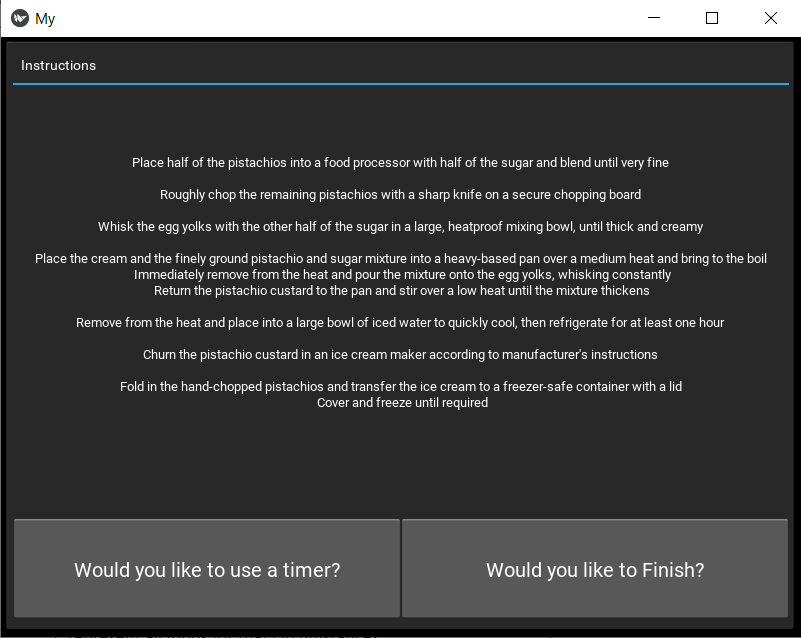 My
Instructions
Place half of the pistachios into a food processor with half of the sugar and blend until very fine
Roughly chop the remaining pistachios with a sharp knife on a secure chopping board
Whisk the egg yolks with the other half of the sugar in a large, heatproof mixing bowl, until thick and creamy
Place the cream and the finely ground pistachio and sugar mixture into a heavy-based pan over a medium heat and bring to the boil
Immediately remove from the heat and pour the mixture onto the egg yolks, whisking constantly
Return the pistachio custard to the pan and stir over a low heat until the mixture thickens
Remove from the heat and place into a large bowl of iced water to quickly cool, then refrigerate for at least one hour
Churn the pistachio custard in an ice cream maker according to manufacturer's instructions
Fold in the hand-chopped pistachios and transfer the ice cream to a freezer-safe container with a lid
Cover and freeze until required
Would you like to use a timer?
Would you like to Finish?